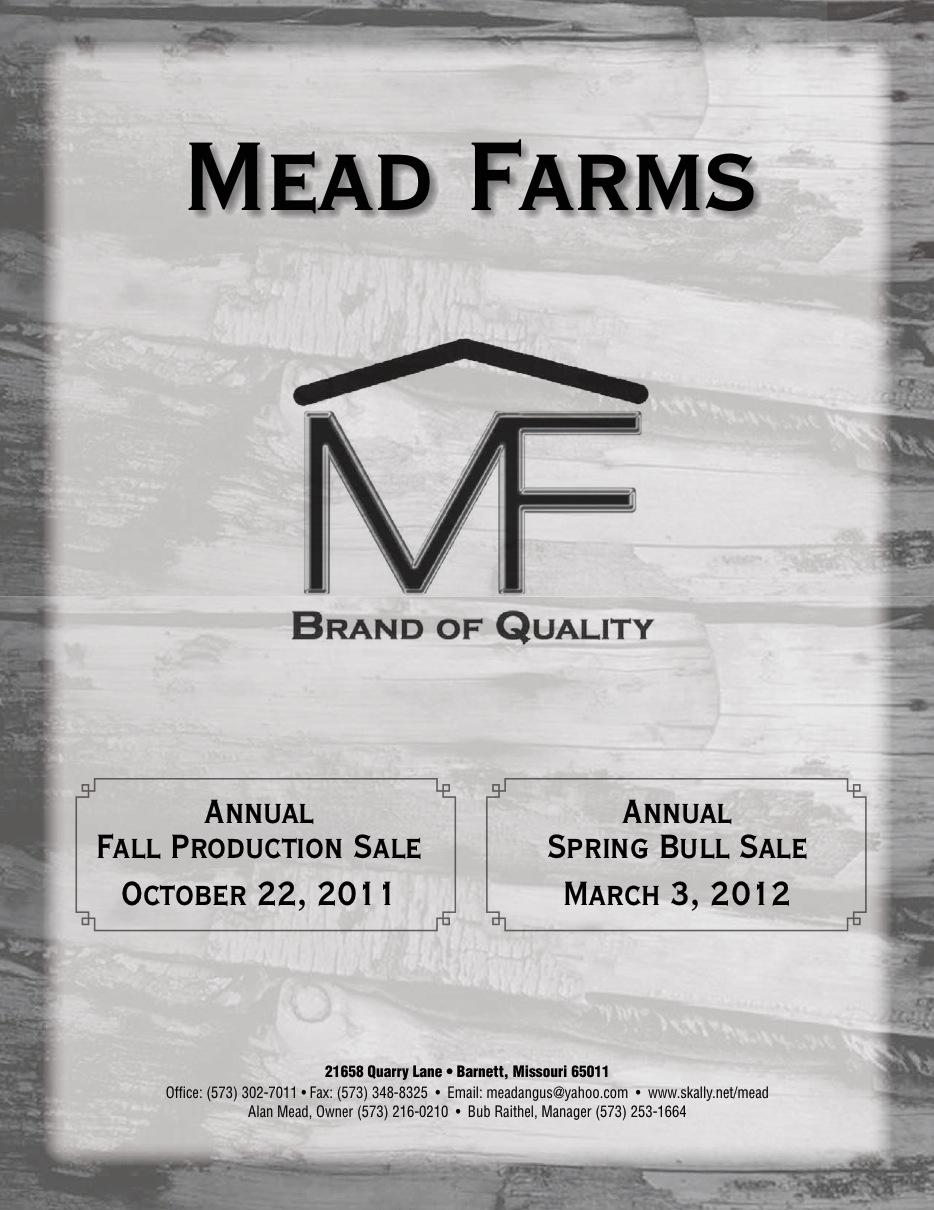 MEAD FARMS
MF
BRAND OF QUALITY
ANNUAL
FALL PRODUCTION SALE
OCTOBER 22, 2011
ANNUAL
SPRING BULL SALE
MARCH 3, 2012
21658 Quarry Lane • Barnett, Missouri 65011
Office: (573) 302-7011 • Fax: (573) 348-8325 • Email: meadangus@yahoo.com • www.skally.net/mead
Alan Mead, Owner (573) 216-0210 • Bub Raithel, Manager (573) 253-1664